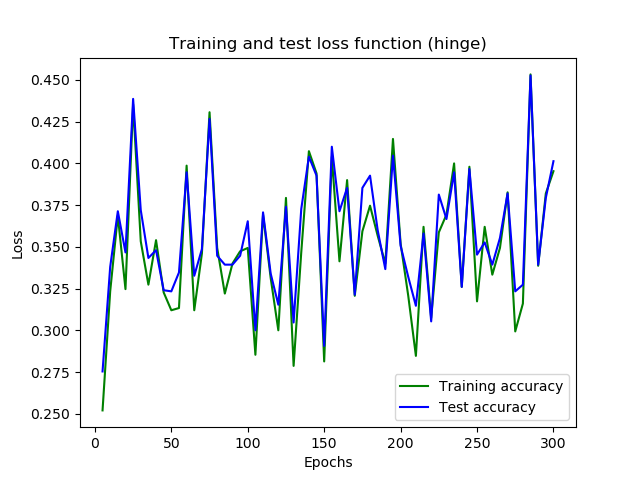 Training and test loss function (hinge)
0.450
0.425
0.400
0.375
0.350
0.325
0.300
0.275
0.250
Loss
Training accuracy
Test accuracy
0 50 100 150 200 250 300
Epochs